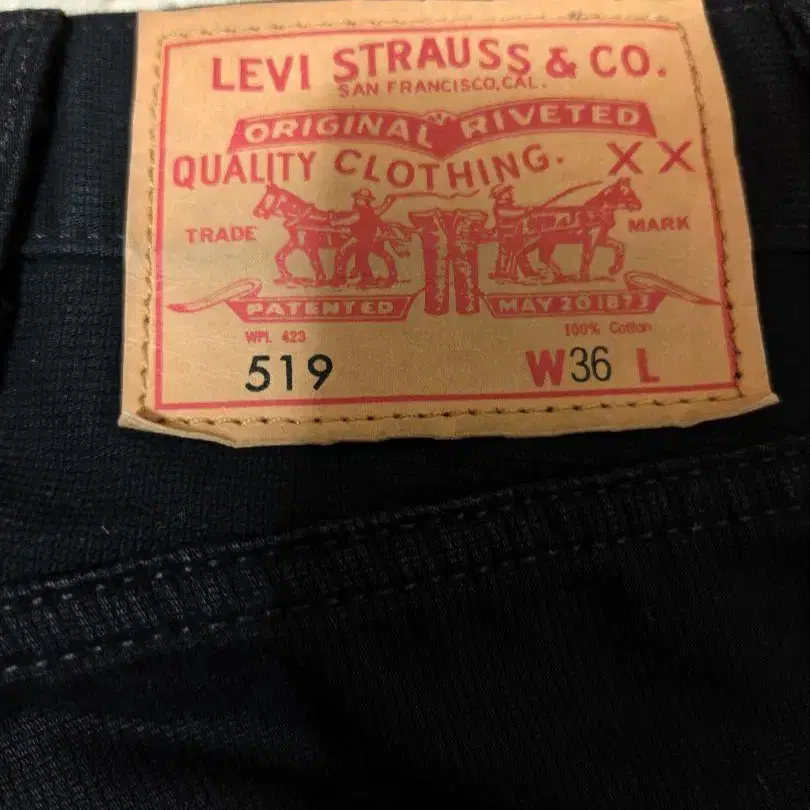 LEVI STRAUSS & CO.
SAN FRANCISCO, CAL.
ORIGINAL RIVETED
QUALITY CLOTHING. XX
TRADE MARK
PATENTED MAY 20 1873
WPL 423 100% Cotton
519 W36 L